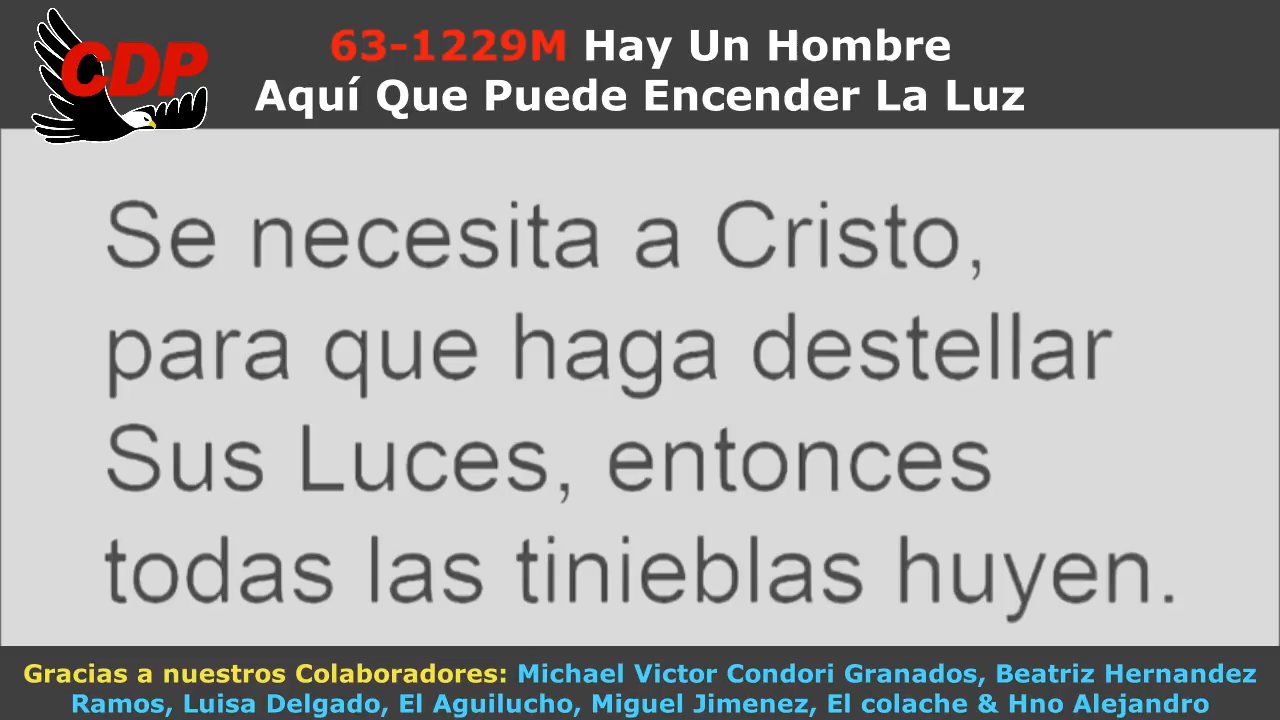 CDP
63-1229M Hay Un Hombre
Aquí Que Puede Encender La Luz
Se necesita a Cristo,
para que haga destellar
Sus Luces, entonces
todas las tinieblas huyen.
Gracias a nuestros Colaboradores: Michael Victor Condori Granados, Beatriz Hernandez
Ramos, Luisa Delgado, El Aguilucho, Miguel Jimenez, El colache & Hno Alejandro